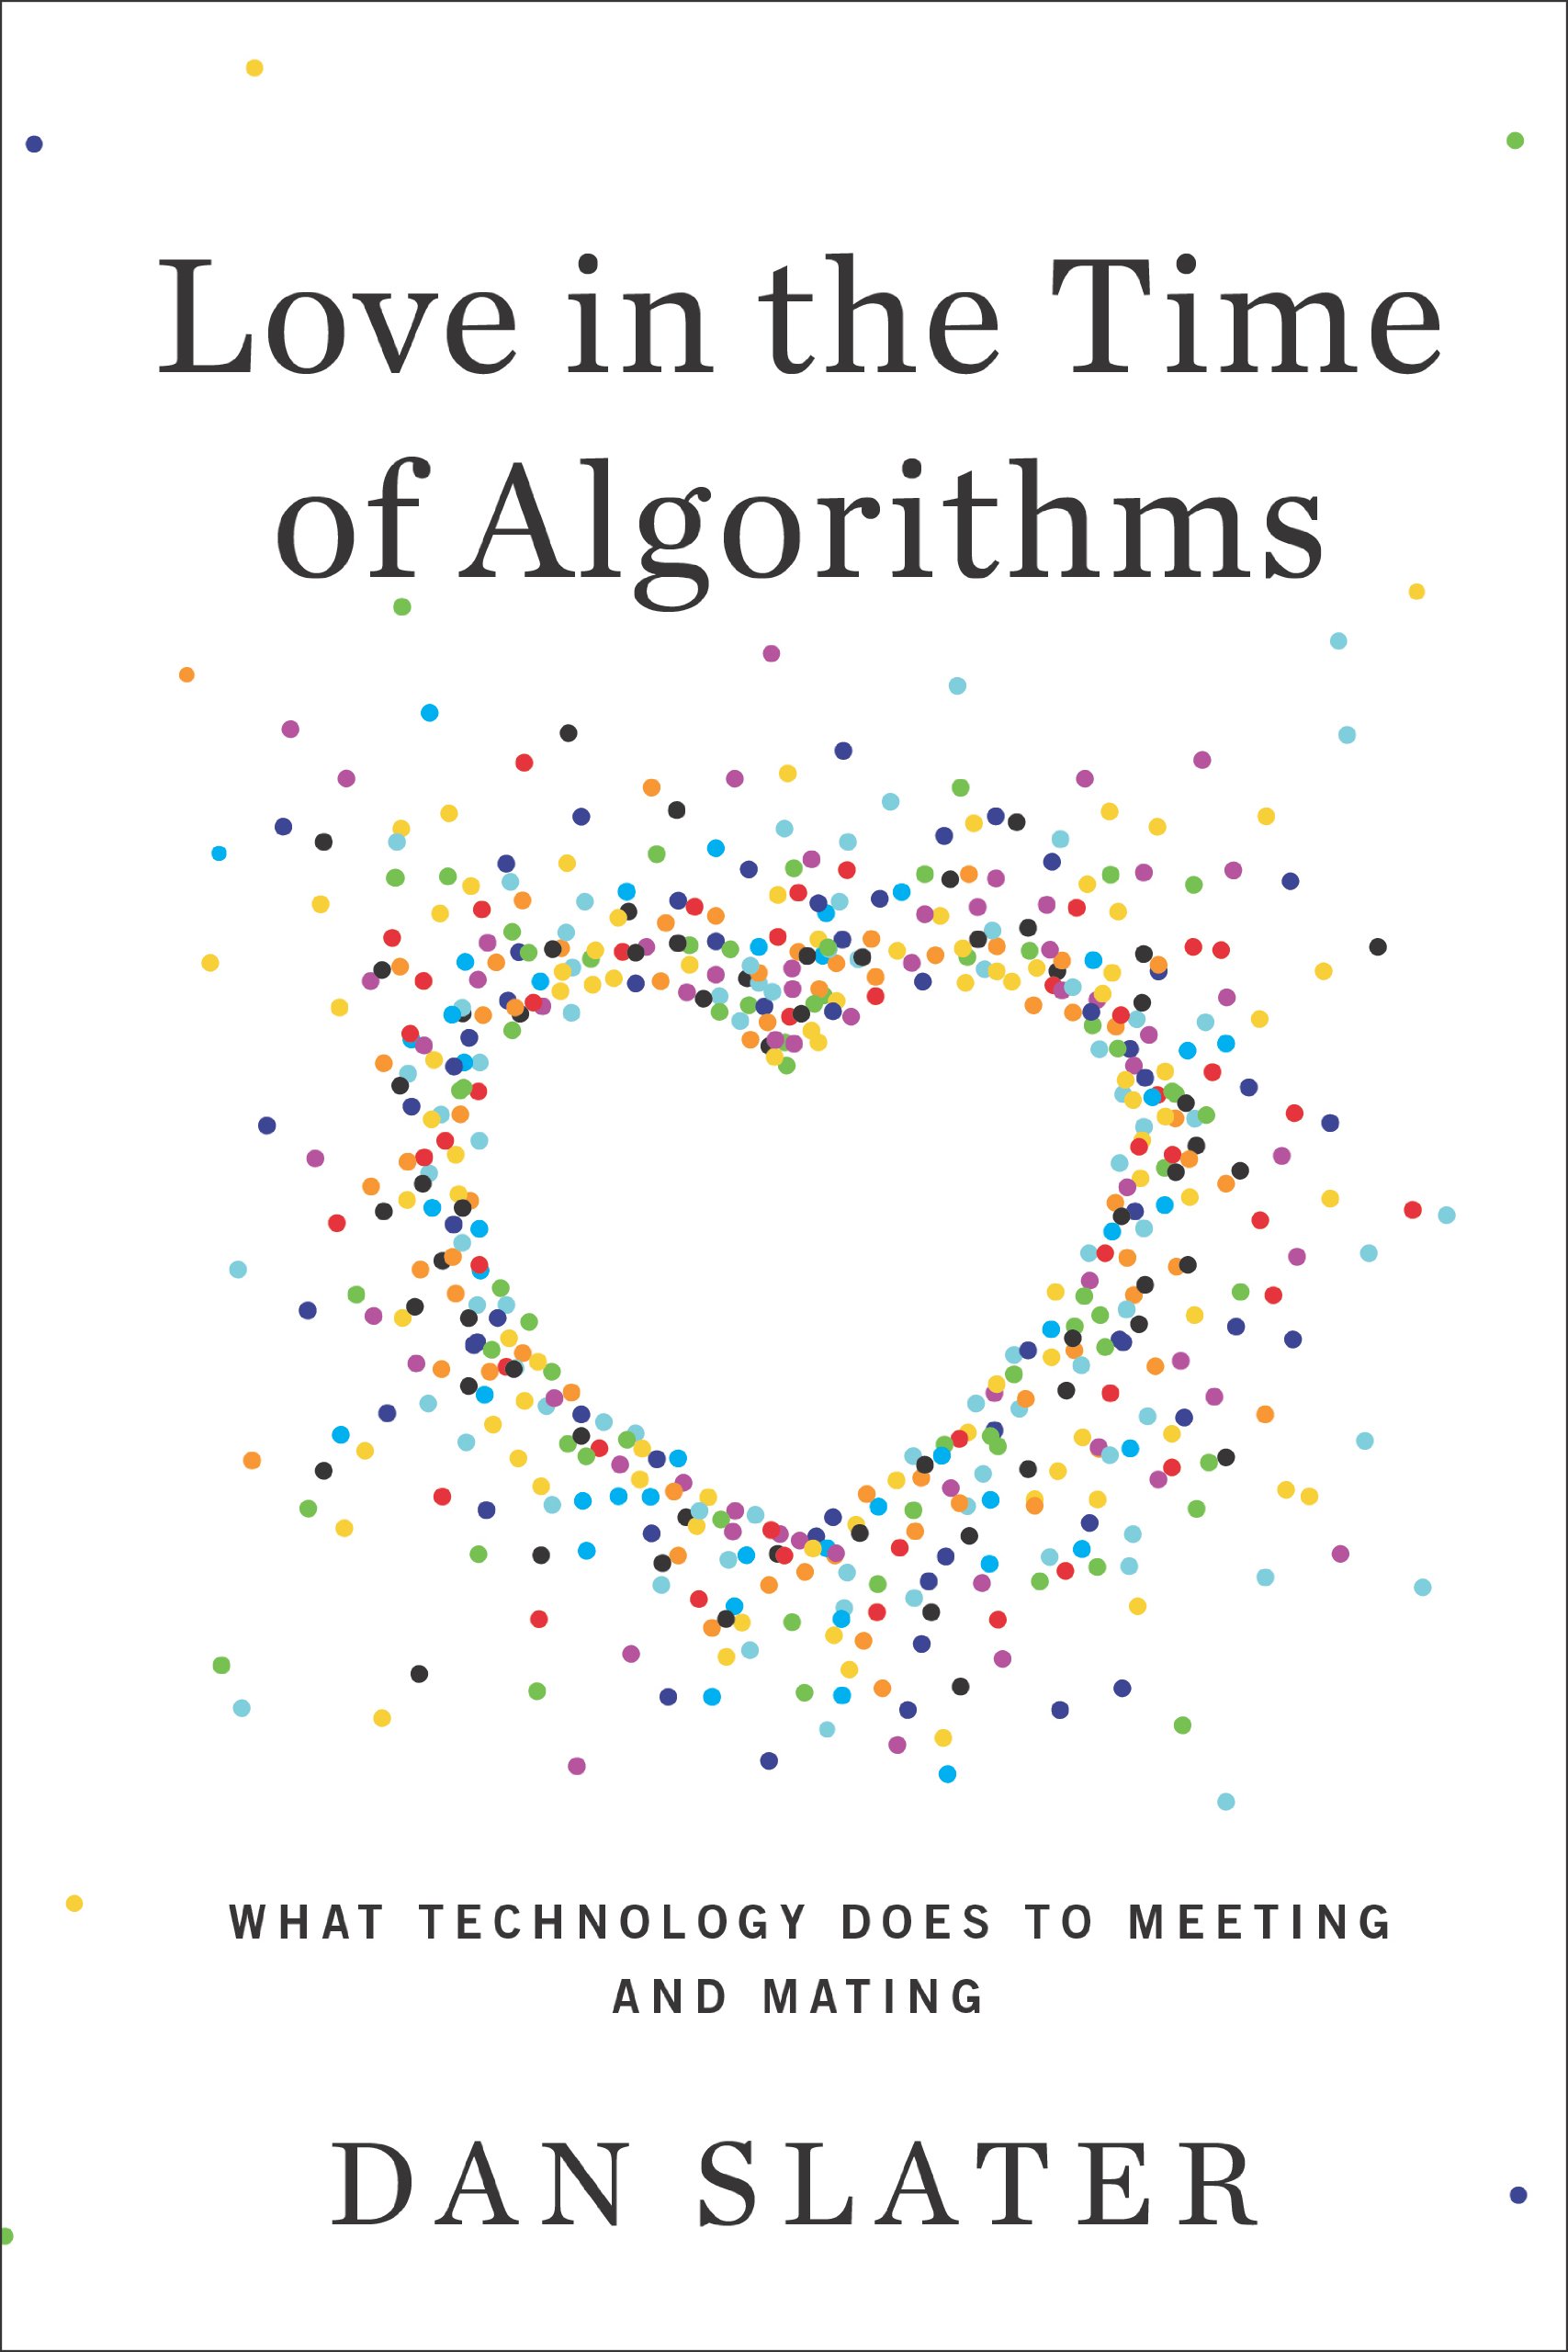 Love in the Time
of Algorithms
WHAT TECHNOLOGY DOES TO MEETING
AND MATING
DAN SLATER